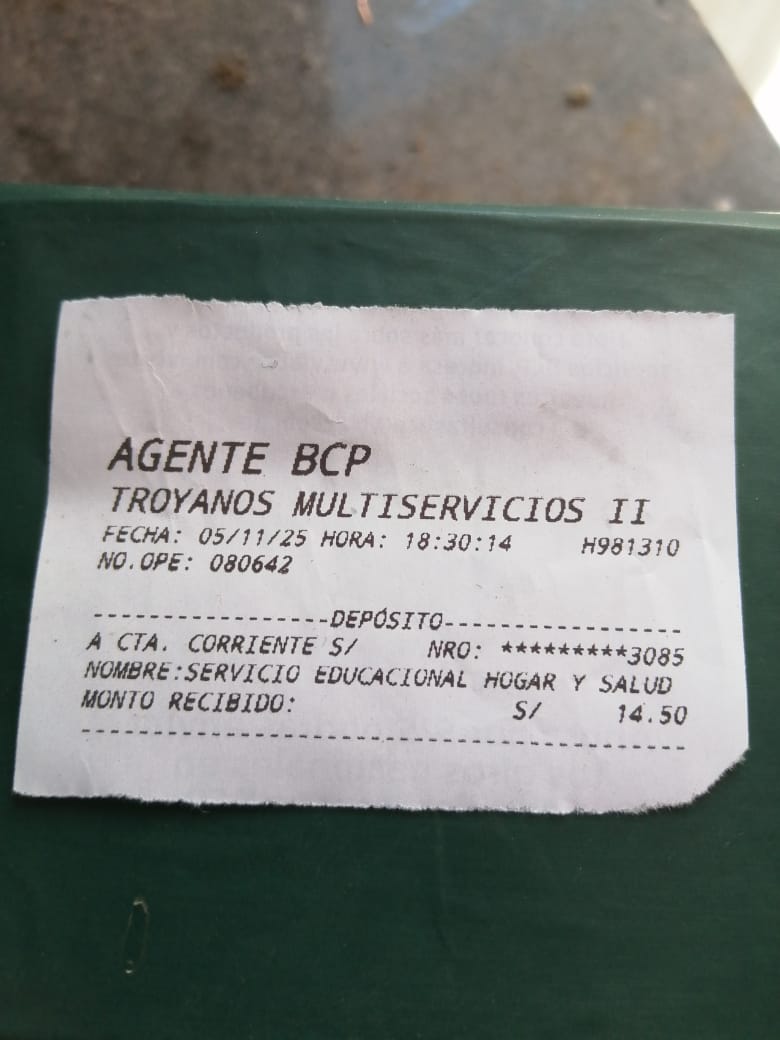 AGENTE BCP
TROYANOS MULTISERVICIOS II
FECHA: 05/11/25 HORA: 18:30:14 H981310
NO.OPE: 080642
------------------DEPÓSITO------------------
A CTA. CORRIENTE S/ NRO: *********3085
NOMBRE:SERVICIO EDUCACIONAL HOGAR Y SALUD
MONTO RECIBIDO: S/ 14.50
--------------------------------------------